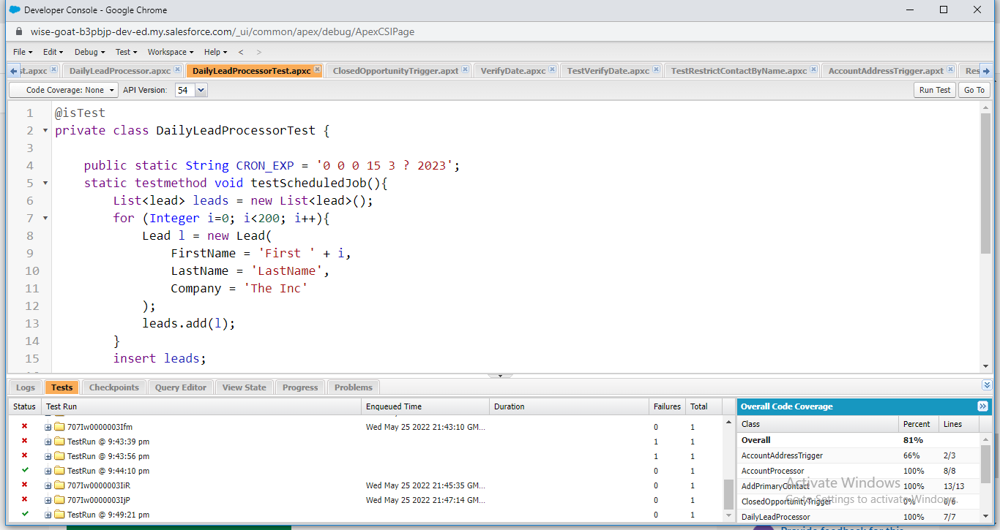 Developer Console - Google Chrome
wise-goat-b3pbjp-dev-ed.my.salesforce.com/_ui/common/apex/debug/ApexCSIPage
File Edit Debug Test Workspace Help < >
st.apxc DailyLeadProcessor.apxc DailyLeadProcessorTest.apxc ClosedOpportunityTrigger.apxt VerifyDate.apxc TESTVerifyDate.apxc TestRestrictContactByName.apxc AccountAddressTrigger.apxt Res
Code Coverage: None API Version: 54 Run Test Go To
1 @isTest
2 private class DailyLeadProcessorTest {
3
4 public static String CRON_EXP = '0 0 0 15 3 ? 2023';
5 static testmethod void testScheduledJob(){
6 List<lead> leads = new List<lead>();
7 for (Integer i=0; i<200; i++){
8 Lead l = new Lead(
9 FirstName = 'First ' + i,
10 LastName = 'LastName',
11 Company = 'The Inc'
12 );
13 leads.add(l);
14 }
15 insert leads;
Logs Tests Checkpoints Query Editor View State Progress Problems
Status Test Run Enqueued Time Duration Failures Total
707Iw0000003Ifm Wed May 25 2022 21:43:10 GM... 0 1
TestRun @ 9:43:39 pm 1 1
TestRun @ 9:43:56 pm 1 1
TestRun @ 9:44:10 pm 0 1
707Iw0000003IiR Wed May 25 2022 21:45:35 GM... 0 1
707Iw0000003IjP Wed May 25 2022 21:47:14 GM... 0 1
TestRun @ 9:49:21 pm 0 1
Overall Code Coverage
Class Percent Lines
Overall 81%
AccountAddressTrigger 66% 2/3
AccountProcessor 100% 8/8
AddPrimaryContact 100% 13/13
ClosedOpportunityTrigger 0% 0/6
DailyLeadProcessor 100% 7/7
Activate Windows
Go to Settings to activate Windows.
Provide feedback for this